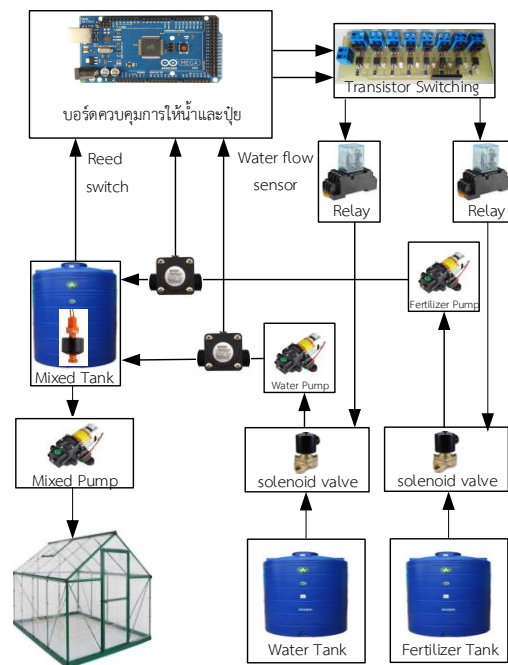 MEGA
ARDUINO
บอร์ดควบคุมการให้น้ำและปุ๋ย
Transistor Switching
Reed
switch
Water flow
sensor
Relay
Relay
Fertilizer Pump
Mixed Tank
Water Pump
Mixed Pump
solenoid valve
solenoid valve
Water Tank
Fertilizer Tank